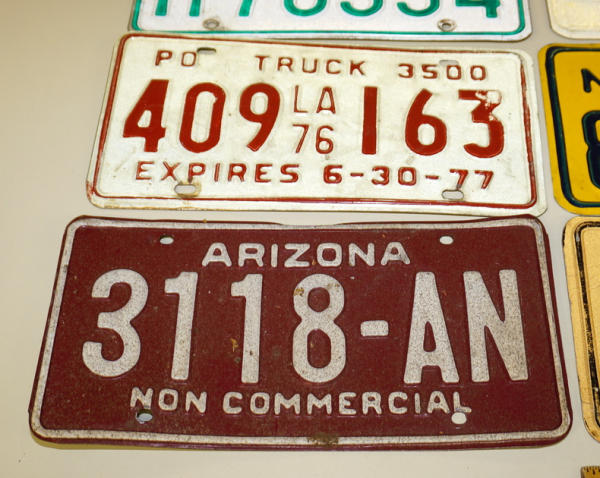 PO TRUCK 3500
409 LA 76 163
EXPIRES 6-30-77
ARIZONA
3118-AN
NON COMMERCIAL